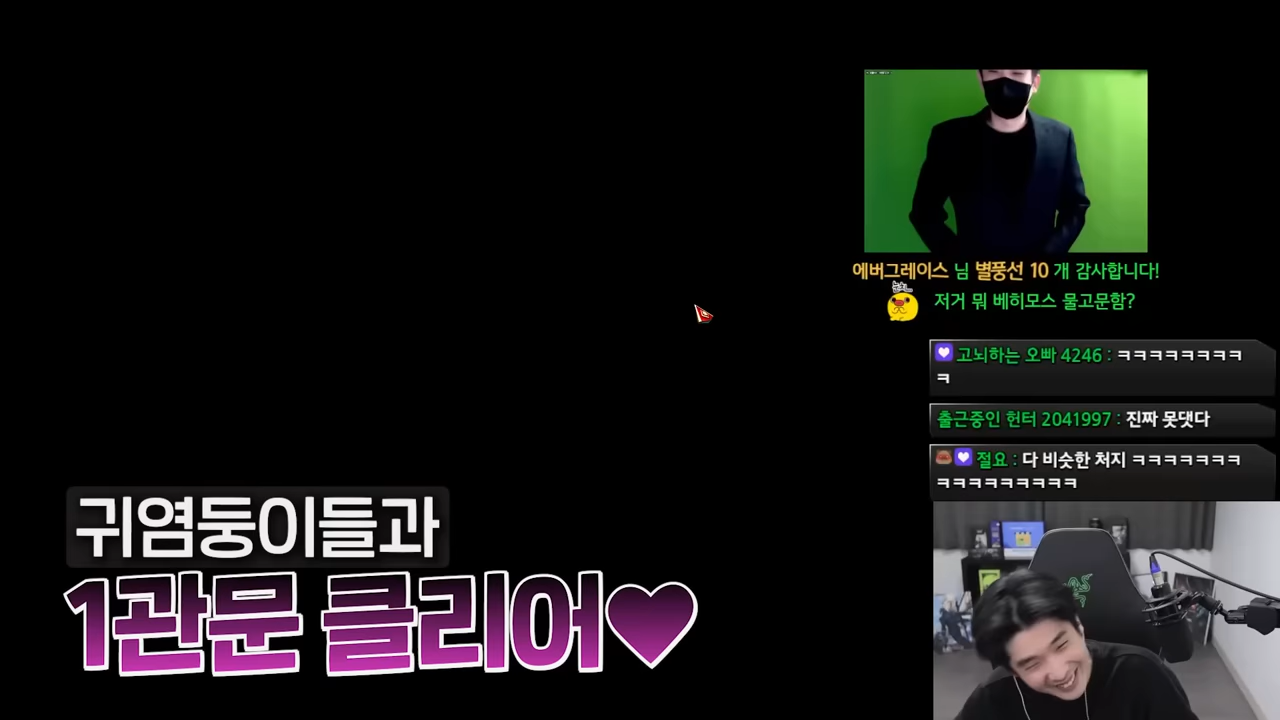 에버그레이스 님 별풍선 10 개 감사합니다!
저거 뭐 베히모스 물고문함?
고뇌하는 오빠 4246 : ㅋㅋㅋㅋㅋㅋㅋㅋ
ㅋ
출근중인 헌터 2041997 : 진짜 못댔다
절요 : 다 비슷한 처지 ㅋㅋㅋㅋㅋㅋㅋ
ㅋㅋㅋㅋㅋㅋㅋㅋㅋ
귀염둥이들과
1관문 클리어♥